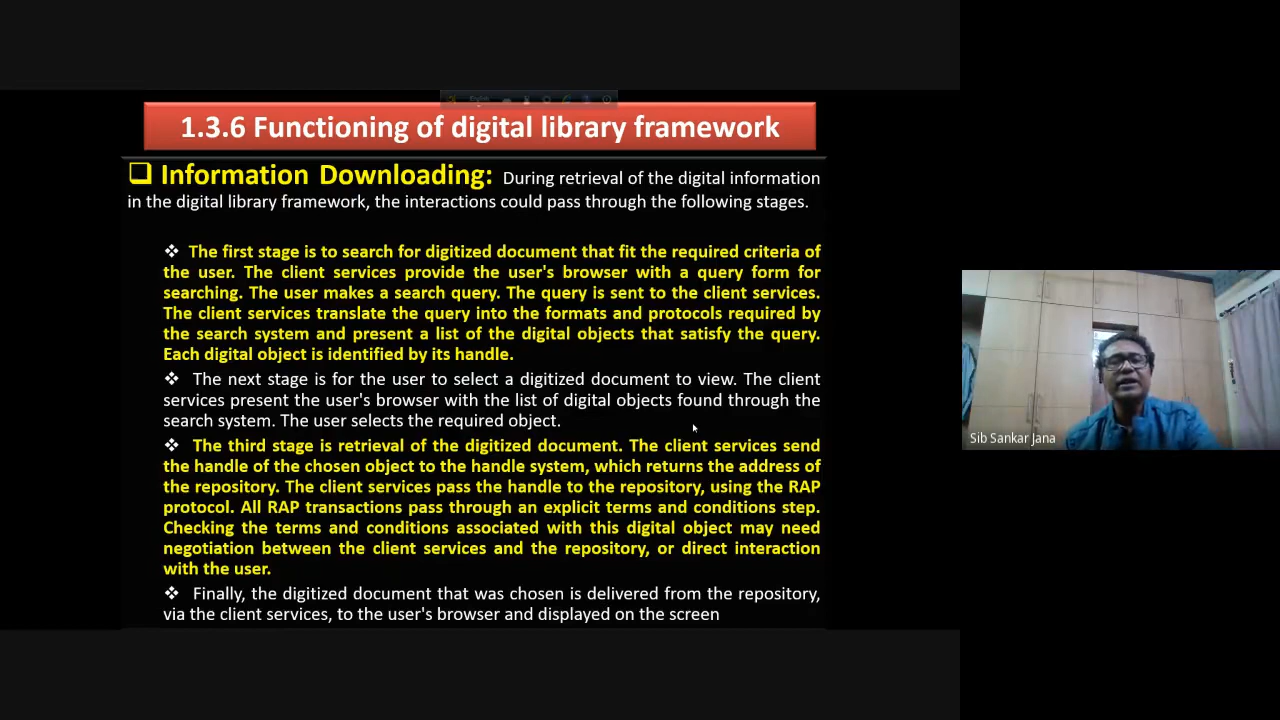 1.3.6 Functioning of digital library framework
❑ Information Downloading: During retrieval of the digital information
in the digital library framework, the interactions could pass through the following stages.
❖ The first stage is to search for digitized document that fit the required criteria of
the user. The client services provide the user's browser with a query form for
searching. The user makes a search query. The query is sent to the client services.
The client services translate the query into the formats and protocols required by
the search system and present a list of the digital objects that satisfy the query.
Each digital object is identified by its handle.
❖ The next stage is for the user to select a digitized document to view. The client
services present the user's browser with the list of digital objects found through the
search system. The user selects the required object.
❖ The third stage is retrieval of the digitized document. The client services send
the handle of the chosen object to the handle system, which returns the address of
the repository. The client services pass the handle to the repository, using the RAP
protocol. All RAP transactions pass through an explicit terms and conditions step.
Checking the terms and conditions associated with this digital object may need
negotiation between the client services and the repository, or direct interaction
with the user.
❖ Finally, the digitized document that was chosen is delivered from the repository,
via the client services, to the user's browser and displayed on the screen
Sib Sankar Jana